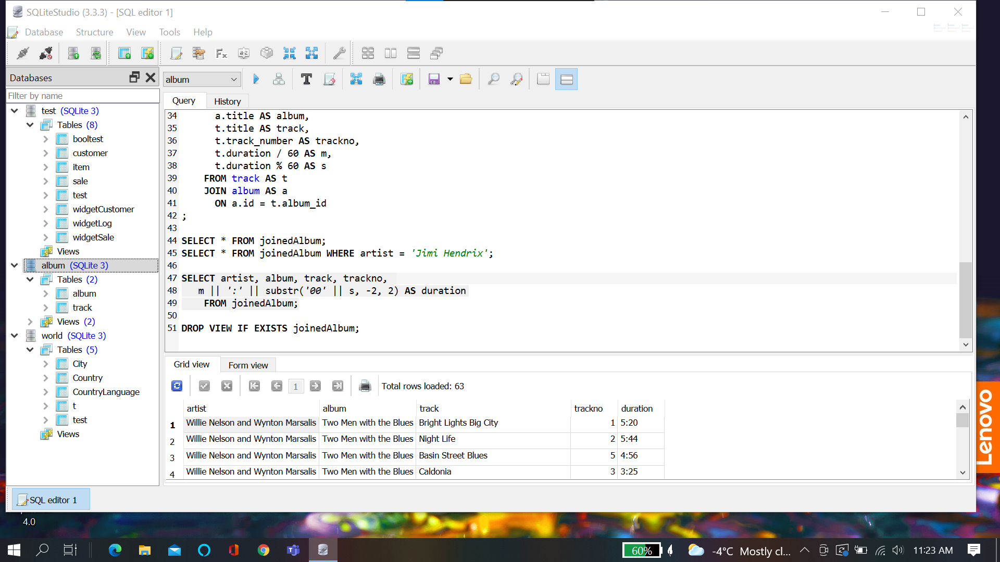 SQLiteStudio (3.3.3) - [SQL editor 1]
Database Structure View Tools Help
Databases
Filter by name
test (SQLite 3)
Tables (8)
booltest
customer
item
sale
test
widgetCustomer
widgetLog
widgetSale
Views
album (SQLite 3)
Tables (2)
album
track
Views (2)
world (SQLite 3)
Tables (5)
City
Country
CountryLanguage
t
test
Views
album
Query History
34 a.title AS album,
35 t.title AS track,
36 t.track_number AS trackno,
37 t.duration / 60 AS m,
38 t.duration % 60 AS s
39 FROM track AS t
40 JOIN album AS a
41 ON a.id = t.album_id
42 ;
43
44 SELECT * FROM joinedAlbum;
45 SELECT * FROM joinedAlbum WHERE artist = 'Jimi Hendrix';
46
47 SELECT artist, album, track, trackno,
48 m || ':' || substr('00' || s, -2, 2) AS duration
49 FROM joinedAlbum;
50
51 DROP VIEW IF EXISTS joinedAlbum;
Grid view Form view
1 Total rows loaded: 63
artist album track trackno duration
1 Willie Nelson and Wynton Marsalis Two Men with the Blues Bright Lights Big City 1 5:20
2 Willie Nelson and Wynton Marsalis Two Men with the Blues Night Life 2 5:44
3 Willie Nelson and Wynton Marsalis Two Men with the Blues Basin Street Blues 5 4:56
4 Willie Nelson and Wynton Marsalis Two Men with the Blues Caldonia 3 3:25
SQL editor 1
4.0
Lenovo
60% -4°C Mostly cl... 11:23 AM